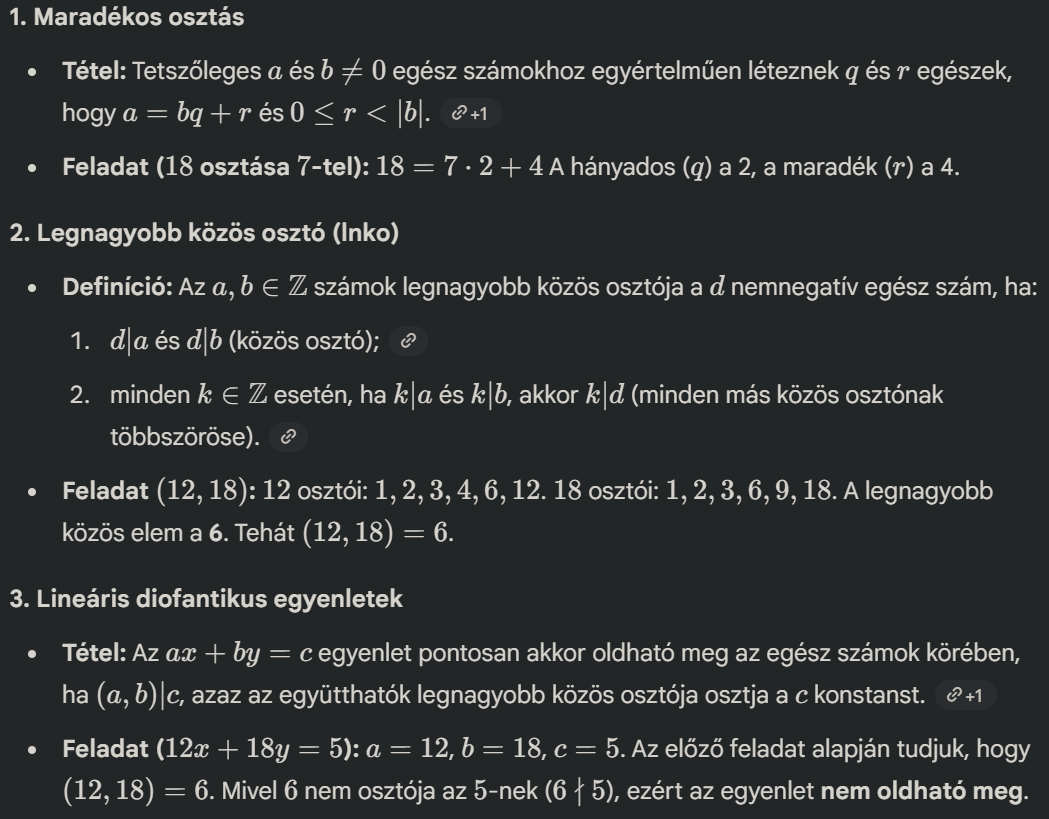 1. Maradékos osztás
• Tétel: Tetszőleges a és b ≠ 0 egész számokhoz egyértelműen léteznek q és r egészek,
hogy a = bq + r és 0 ≤ r < |b|. +1
• Feladat (18 osztása 7-tel): 18 = 7 · 2 + 4 A hányados (q) a 2, a maradék (r) a 4.
2. Legnagyobb közös osztó (lnko)
• Definíció: Az a, b ∈ ℤ számok legnagyobb közös osztója a d nemnegatív egész szám, ha:
1. d|a és d|b (közös osztó);
2. minden k ∈ ℤ esetén, ha k|a és k|b, akkor k|d (minden más közös osztónak
többszöröse).
• Feladat (12, 18): 12 osztói: 1, 2, 3, 4, 6, 12. 18 osztói: 1, 2, 3, 6, 9, 18. A legnagyobb
közös elem a 6. Tehát (12, 18) = 6.
3. Lineáris diofantikus egyenletek
• Tétel: Az ax + by = c egyenlet pontosan akkor oldható meg az egész számok körében,
ha (a, b)|c, azaz az együtthatók legnagyobb közös osztója osztja a c konstanst. +1
• Feladat (12x + 18y = 5): a = 12, b = 18, c = 5. Az előző feladat alapján tudjuk, hogy
(12, 18) = 6. Mivel 6 nem osztója az 5-nek (6 ∤ 5), ezért az egyenlet nem oldható meg.